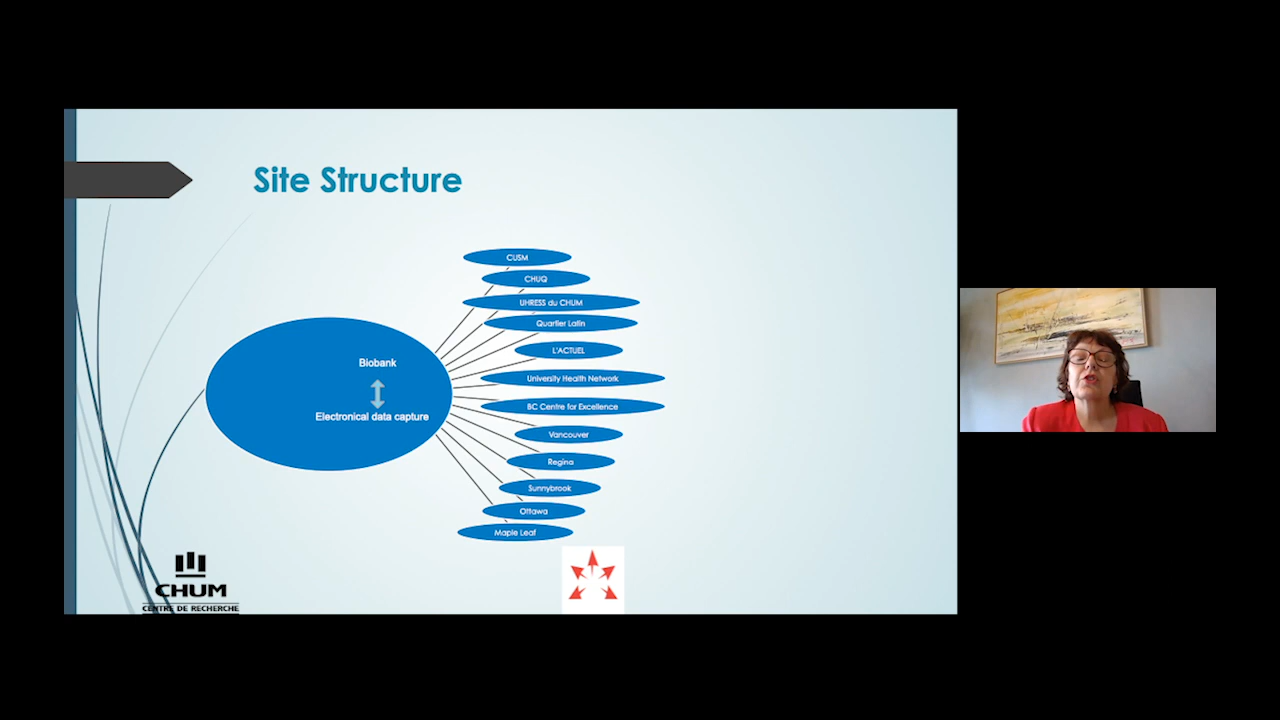 Site Structure
CUSM
CHUQ
UHRESS du CHUM
Quartier Latin
L'ACTUEL
University Health Network
BC Centre for Excellence
Vancouver
Regina
Sunnybrook
Ottawa
Maple Leaf
Biobank
Electronical data capture
CHUM
CENTRE DE RECHERCHE